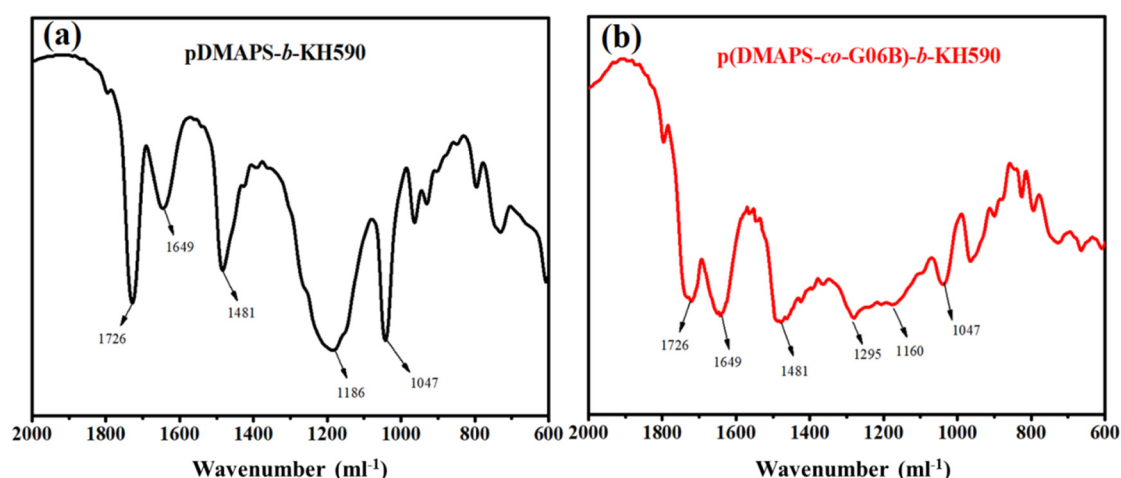 (a)
pDMAPS-b-KH590
1649
1726
1481
1186
1047
2000 1800 1600 1400 1200 1000 800 600
Wavenumber (ml-1)
(b)
p(DMAPS-co-G06B)-b-KH590
1726
1649
1481
1295
1160
1047
2000 1800 1600 1400 1200 1000 800 600
Wavenumber (ml-1)